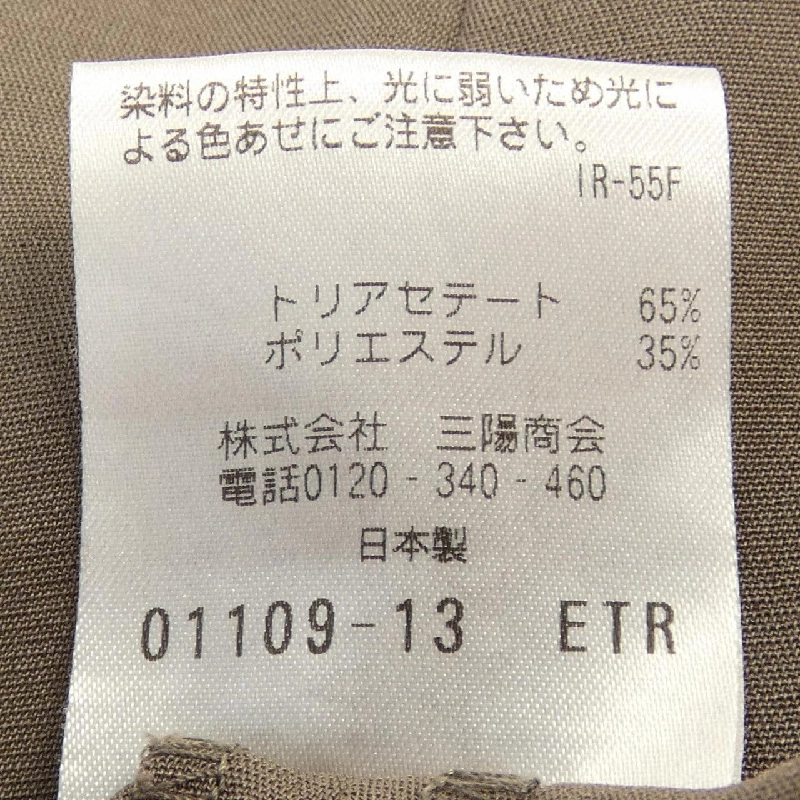 染料の特性上、光に弱いため光に
よる色あせにご注意下さい。
IR-55F
トリアセテート 65%
ポリエステル 35%
株式会社 三陽商会
電話0120-340-460
日本製
01109-13 ETR